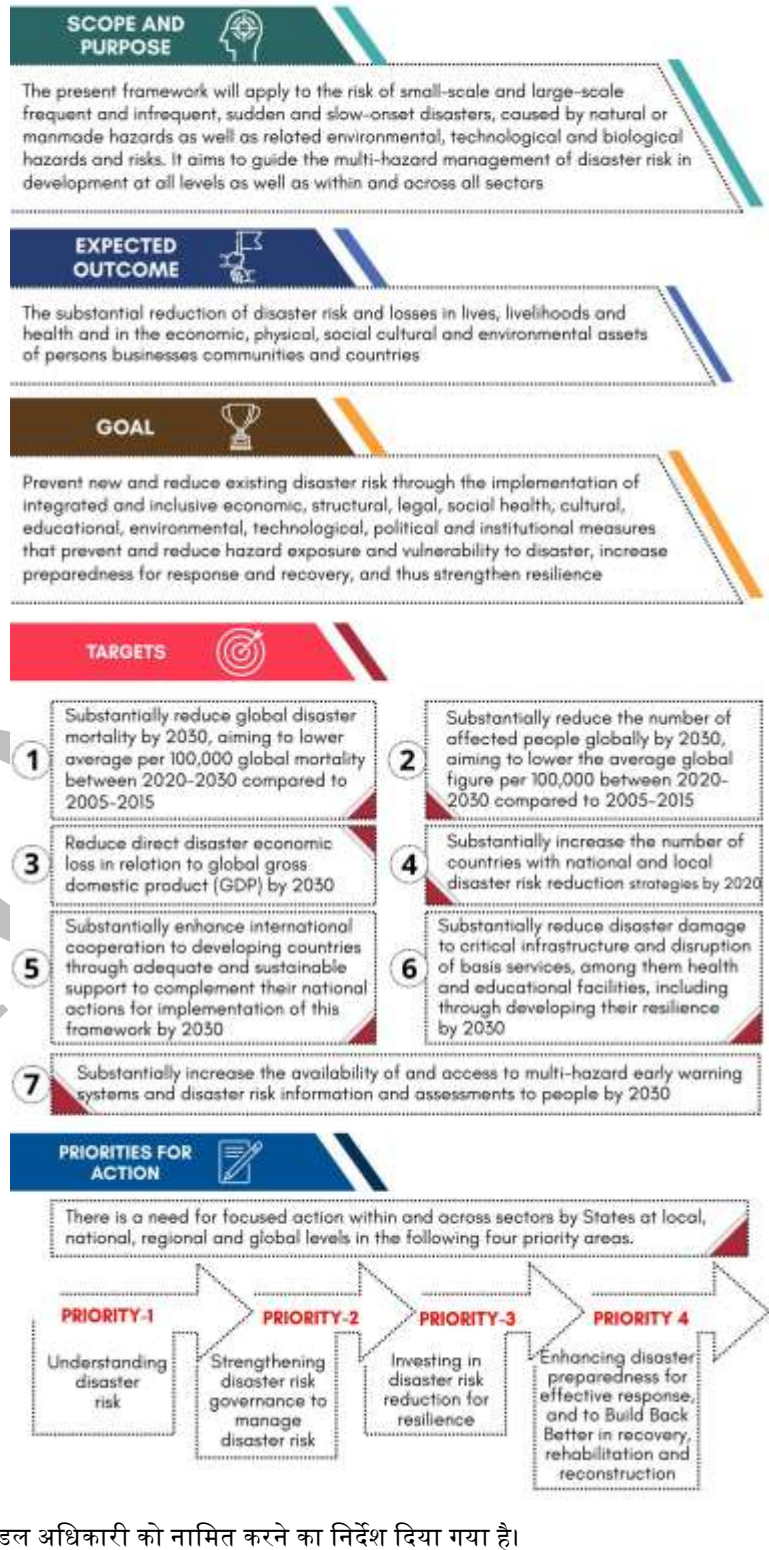 SCOPE AND
PURPOSE
The present framework will apply to the risk of small-scale and large-scale
frequent and infrequent, sudden and slow-onset disasters, caused by natural or
manmade hazards as well as related environmental, technological and biological
hazards and risks. It aims to guide the multi-hazard management of disaster risk in
development at all levels as well as within and across all sectors
EXPECTED
OUTCOME
The substantial reduction of disaster risk and losses in lives, livelihoods and
health and in the economic, physical, social cultural and environmental assets
of persons businesses communities and countries
GOAL
Prevent new and reduce existing disaster risk through the implementation of
integrated and inclusive economic, structural, legal, social health, cultural,
educational, environmental, technological, political and institutional measures
that prevent and reduce hazard exposure and vulnerability to disaster, increase
preparedness for response and recovery, and thus strengthen resilience
TARGETS
1
Substantially reduce global disaster
mortality by 2030, aiming to lower
average per 100,000 global mortality
between 2020-2030 compared to
2005-2015
2
Substantially reduce the number of
affected people globally by 2030,
aiming to lower the average global
figure per 100,000 between 2020-
2030 compared to 2005-2015
3
Reduce direct disaster economic
loss in relation to global gross
domestic product (GDP) by 2030
4
Substantially increase the number of
countries with national and local
disaster risk reduction strategies by 2020
5
Substantially enhance international
cooperation to developing countries
through adequate and sustainable
support to complement their national
actions for implementation of this
framework by 2030
6
Substantially reduce disaster damage
to critical infrastructure and disruption
of basis services, among them health
and educational facilities, including
through developing their resilience
by 2030
7
Substantially increase the availability of and access to multi-hazard early warning
systems and disaster risk information and assessments to people by 2030
PRIORITIES FOR
ACTION
There is a need for focused action within and across sectors by States at local,
national, regional and global levels in the following four priority areas.
PRIORITY-1
Understanding
disaster
risk
PRIORITY-2
Strengthening
disaster risk
governance to
manage
disaster risk
PRIORITY-3
Investing in
disaster risk
reduction for
resilience
PRIORITY 4
Enhancing disaster
preparedness for
effective response,
and to Build Back
Better in recovery,
rehabilitation and
reconstruction
डल अधिकारी को नामित करने का निर्देश दिया गया है।